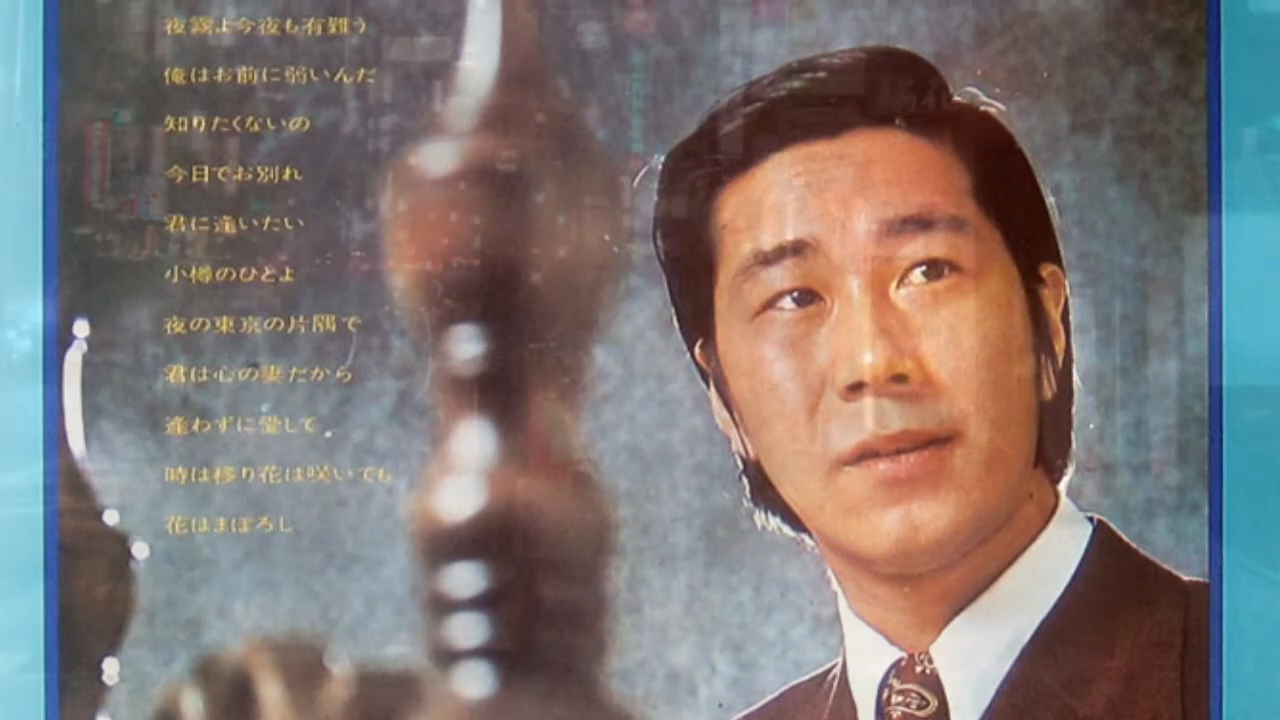 夜霧よ今夜も有難う
俺はお前に弱いんだ
知りたくないの
今日でお別れ
君に逢いたい
小樽のひとよ
夜の東京の片隅で
君は心の妻だから
逢わずに愛して
時は移り花は咲いても
花はまぼろし